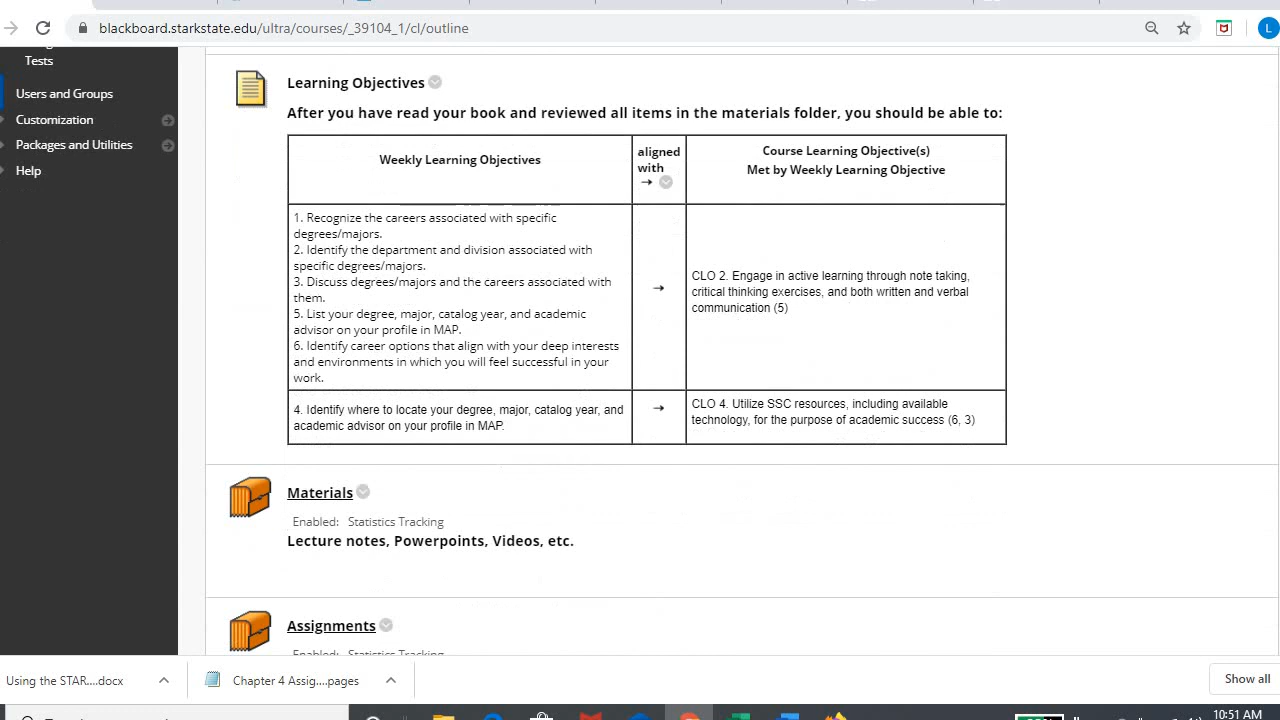 blackboard.starkstate.edu/ultra/courses/_39104_1/cl/outline
L
Tests
Users and Groups
Customization
Packages and Utilities
Help
Learning Objectives
After you have read your book and reviewed all items in the materials folder, you should be able to:
Weekly Learning Objectives
aligned
with
→
Course Learning Objective(s)
Met by Weekly Learning Objective
1. Recognize the careers associated with specific
degrees/majors.
2. Identify the department and division associated with
specific degrees/majors.
3. Discuss degrees/majors and the careers associated with
them.
5. List your degree, major, catalog year, and academic
advisor on your profile in MAP.
6. Identify career options that align with your deep interests
and environments in which you will feel successful in your
work.
→
CLO 2. Engage in active learning through note taking,
critical thinking exercises, and both written and verbal
communication (5)
4. Identify where to locate your degree, major, catalog year, and
academic advisor on your profile in MAP.
→
CLO 4. Utilize SSC resources, including available
technology, for the purpose of academic success (6, 3)
Materials
Enabled: Statistics Tracking
Lecture notes, Powerpoints, Videos, etc.
Assignments
Enabled: Statistics Tracking
Using the STAR....docx
Chapter 4 Assig....pages
Show all
10:51 AM